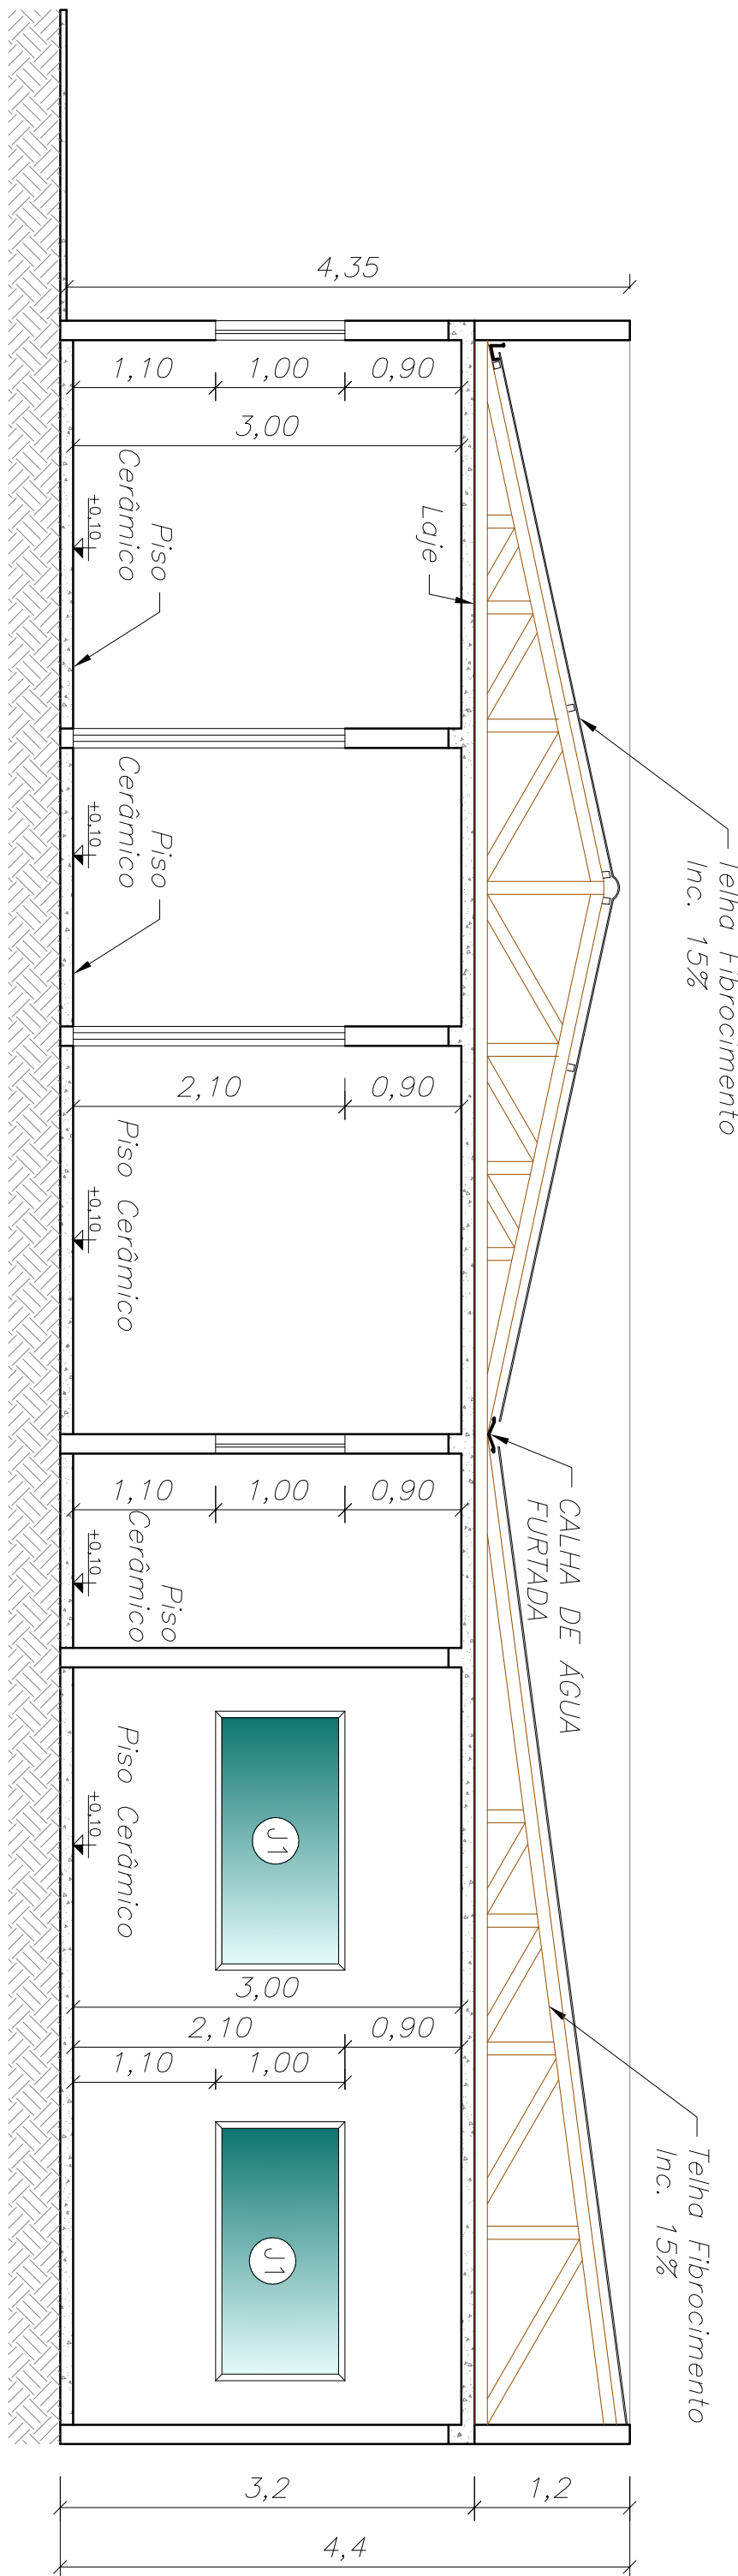 4,35
1,10
1,00
0,90
3,00
Piso
Cerâmico
+0,10
Laje
Telha Fibrocimento
Inc. 15%
Piso
Cerâmico
+0,10
2,10
0,90
Piso Cerâmico
+0,10
CALHA DE ÁGUA
FURTADA
1,10
1,00
0,90
Piso
Cerâmico
+0,10
Piso Cerâmico
+0,10
J1
3,00
2,10
0,90
1,10
1,00
J1
Telha Fibrocimento
Inc. 15%
3,2
1,2
4,4